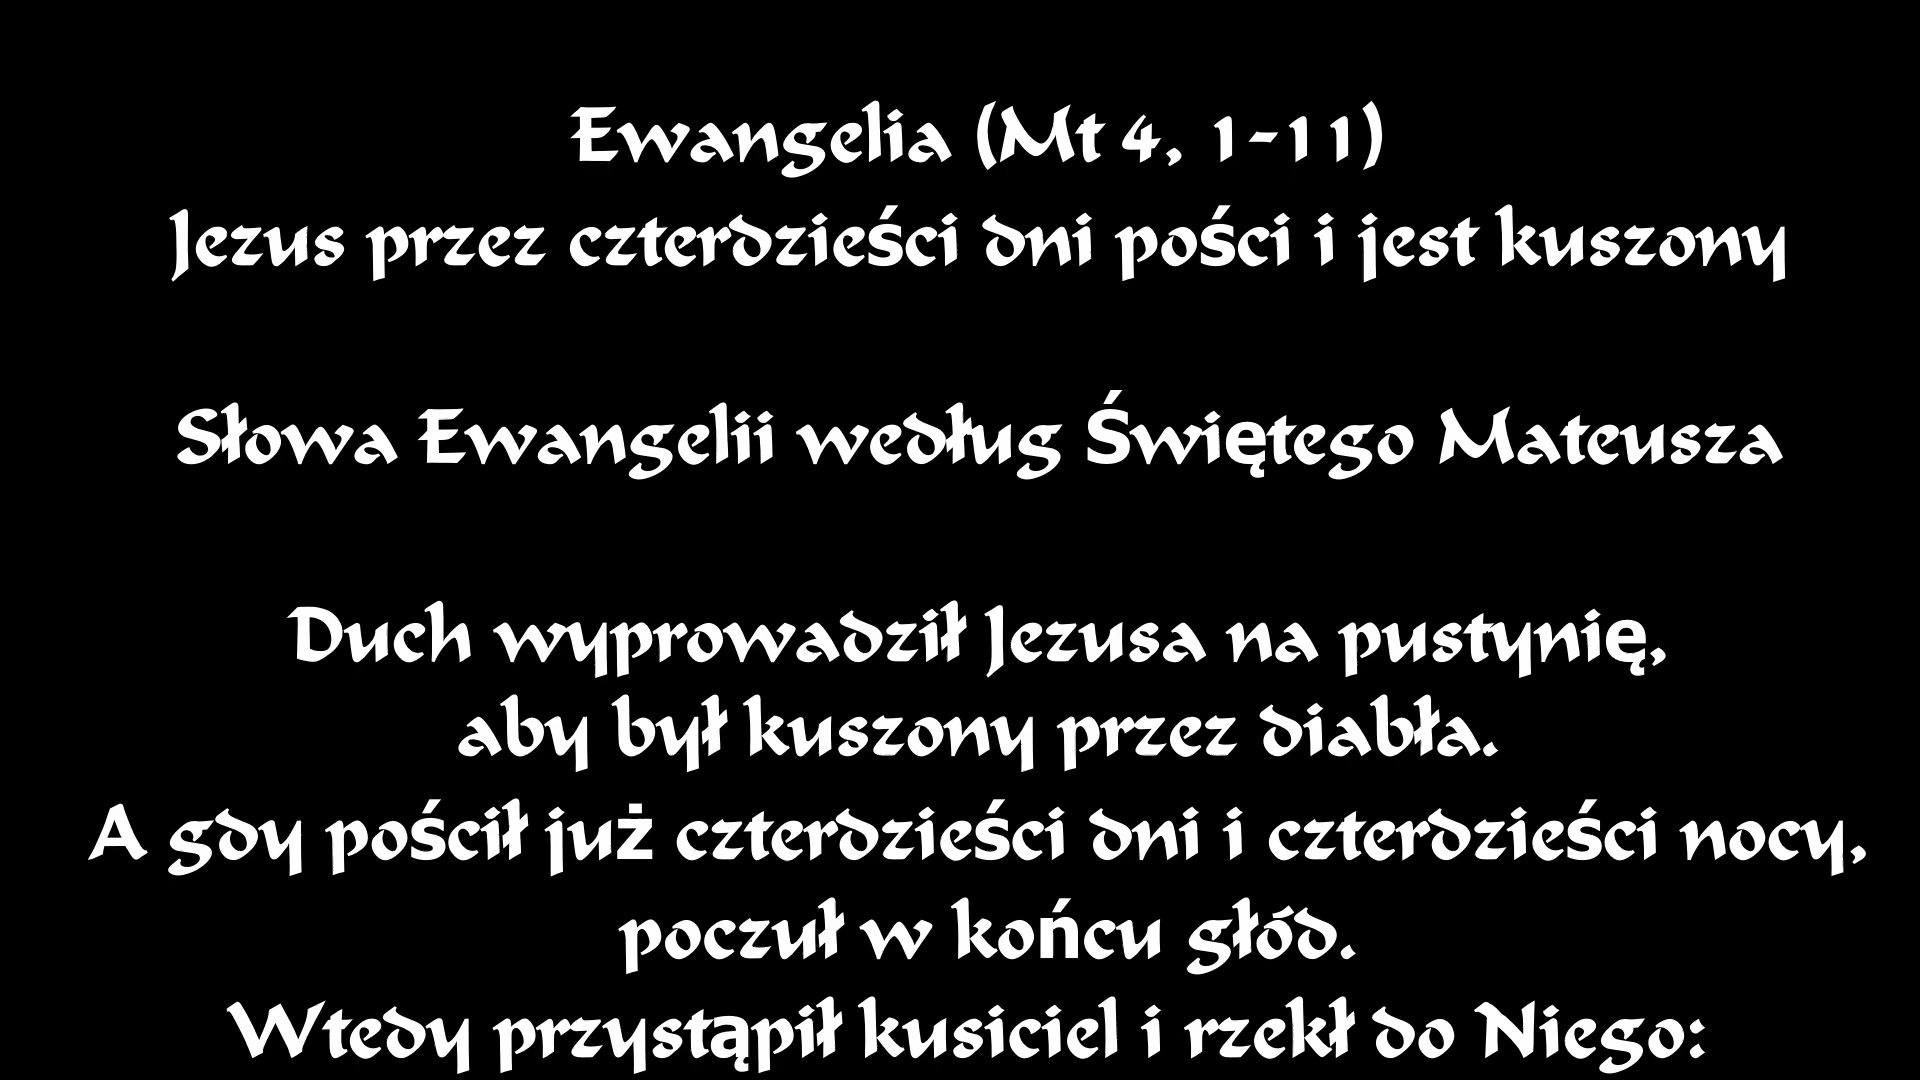 Ewangelia (Mt 4, 1-11)
Jezus przez czterdzieści dni pości i jest kuszony
Słowa Ewangelii według Świętego Mateusza
Duch wyprowadził Jezusa na pustynię,
aby był kuszony przez diabła.
A gdy pościł już czterdzieści dni i czterdzieści nocy,
poczuł w końcu głód.
Wtedy przystąpił kusiciel i rzekł do Niego: